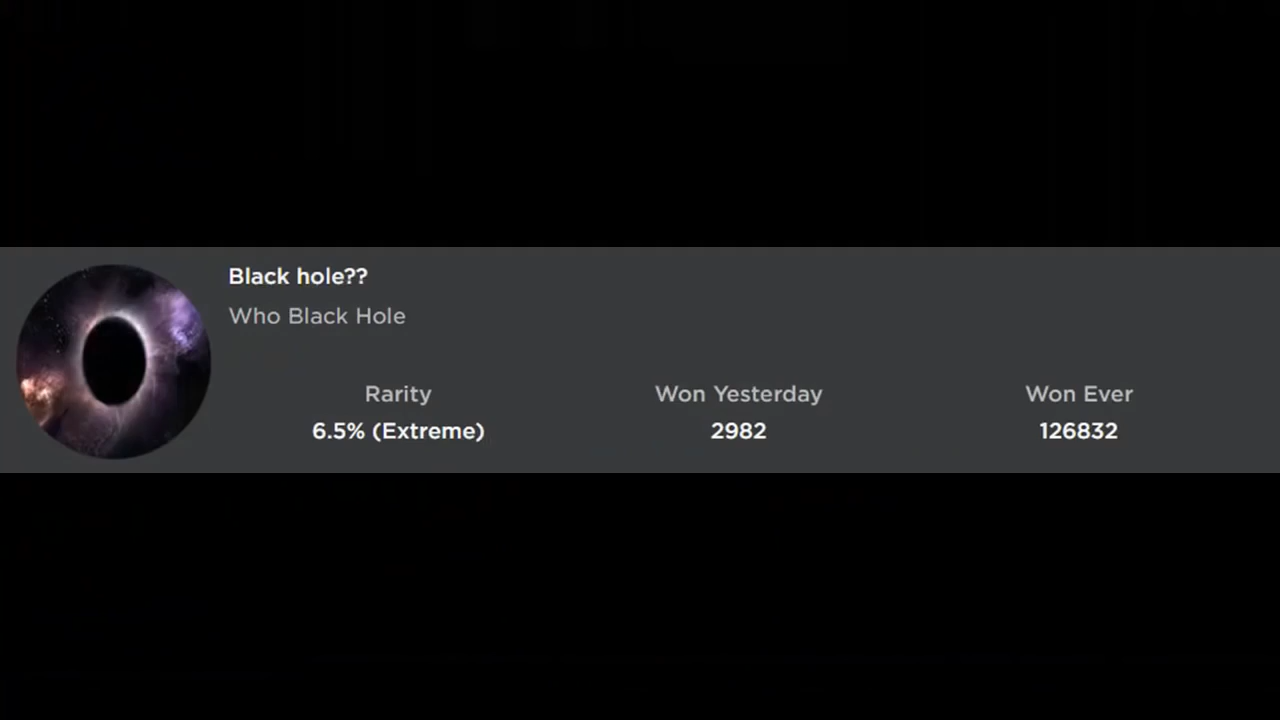 Black hole??
Who Black Hole
Rarity Won Yesterday Won Ever
6.5% (Extreme) 2982 126832